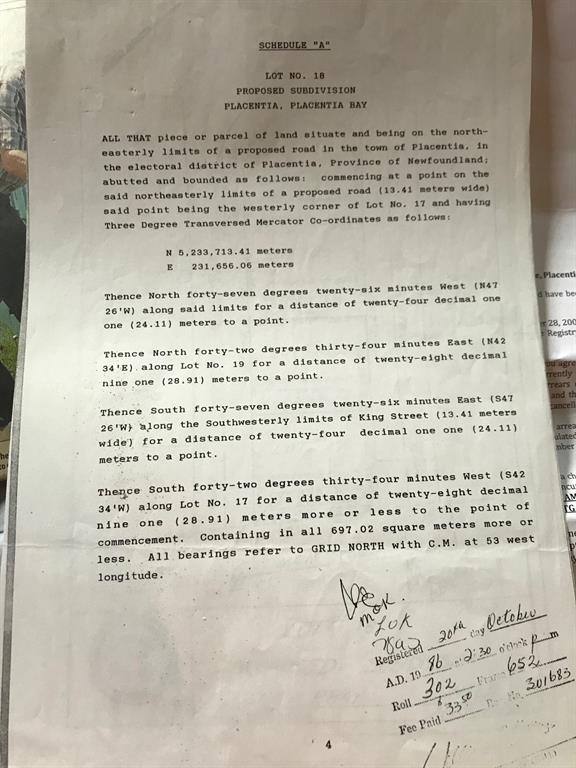 SCHEDULE "A"
LOT NO. 18
PROPOSED SUBDIVISION
PLACENTIA, PLACENTIA BAY
ALL THAT piece or parcel of land situate and being on the north-
easterly limits of a proposed road in the town of Placentia, in
the electoral district of Placentia, Province of Newfoundland;
abutted and bounded as follows: commencing at a point on the
said northeasterly limits of a proposed road (13.41 meters wide)
said point being the westerly corner of Lot No. 17 and having
Three Degree Transversed Mercator Co-ordinates as follows:
N 5,233,713.41 meters
E 231,656.06 meters
Thence North forty-seven degrees twenty-six minutes West (N47
26'W) along said limits for a distance of twenty-four decimal one
one (24.11) meters to a point.
Thence North forty-two degrees thirty-four minutes East (N42
34'E) along Lot No. 19 for a distance of twenty-eight decimal
nine one (28.91) meters to a point.
Thence South forty-seven degrees twenty-six minutes East (S47
26'W) along the Southwesterly limits of King Street (13.41 meters
wide) for a distance of twenty-four decimal one one (24.11)
meters to a point.
Thence South forty-two degrees thirty-four minutes West (S42
34'W) along Lot No. 17 for a distance of twenty-eight decimal
nine one (28.91) meters more or less to the point of
commencement. Containing in all 697.02 square meters more or
less. All bearings refer to GRID NORTH with C.M. at 53 west
longitude.
Registered 20th day October
A.D. 19 86 at 2:30 o'clock p m
Roll 302 Frame 652
Fee Paid $ 33.50 No. 301683
4
e, Placenti
d have bee
r 28, 200
Registry